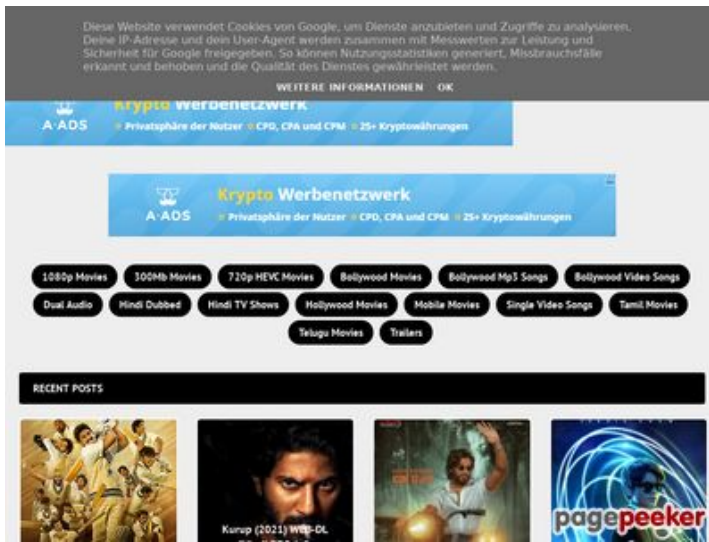 Diese Website verwendet Cookies von Google, um Dienste anzubieten und Zugriffe zu analysieren.
Deine IP-Adresse und dein User-Agent werden zusammen mit Messwerten zur Leistung und
Sicherheit für Google freigegeben. So können Nutzungsstatistiken generiert, Missbrauchsfälle
erkannt und behoben und die Qualität des Dienstes gewährleistet werden.
WEITERE INFORMATIONEN OK
Krypto Werbenetzwerk
A·ADS Privatsphäre der Nutzer CPD, CPA und CPM 25+ Kryptowährungen
Krypto Werbenetzwerk
A·ADS Privatsphäre der Nutzer CPD, CPA und CPM 25+ Kryptowährungen
1080p Movies 300Mb Movies 720p HEVC Movies Bollywood Movies Bollywood Mp3 Songs Bollywood Video Songs
Dual Audio Hindi Dubbed Hindi TV Shows Hollywood Movies Mobile Movies Single Video Songs Tamil Movies
Telugu Movies Trailers
RECENT POSTS
Kurup (2021) WEB-DL
pagepeeker